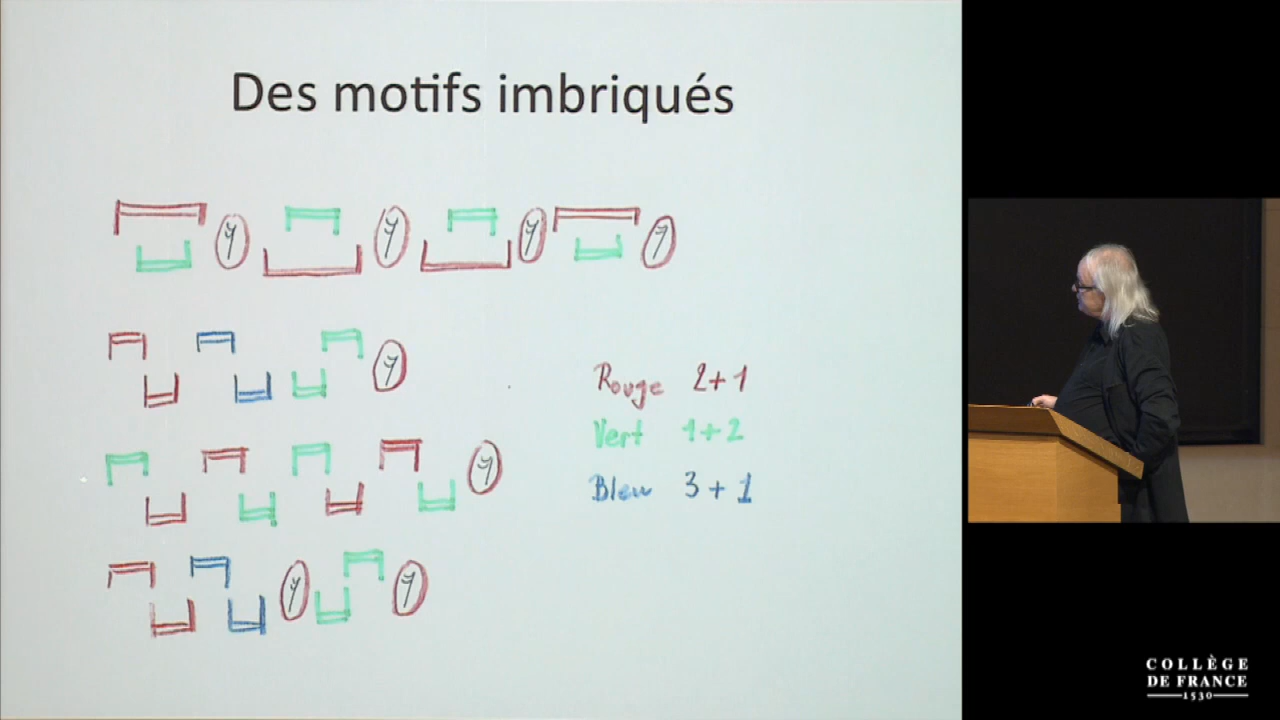 Des motifs imbriqués
Rouge 2+1
Vert 1+2
Bleu 3+1
COLLÈGE
DE FRANCE
1530